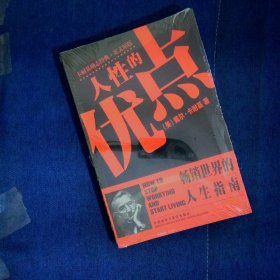 人性的
优点
[美] 戴尔·卡耐基 著
畅销世界的
人生指南
HOW TO
STOP
WORRYING
AND
START LIVING